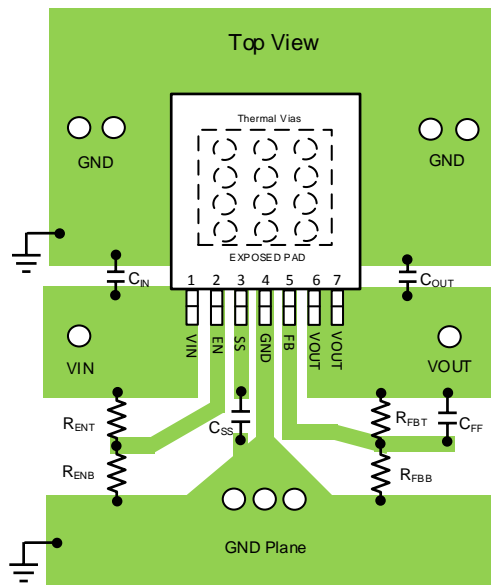 Top View
Thermal Vias
GND
GND
EXPOSED PAD
CIN
1 2 3 4 5 6 7
COUT
VIN EN SS GND FB VOUT VOUT
VIN
VOUT
RENT
CSS
RFBT
CFF
RENB
RFBB
GND Plane